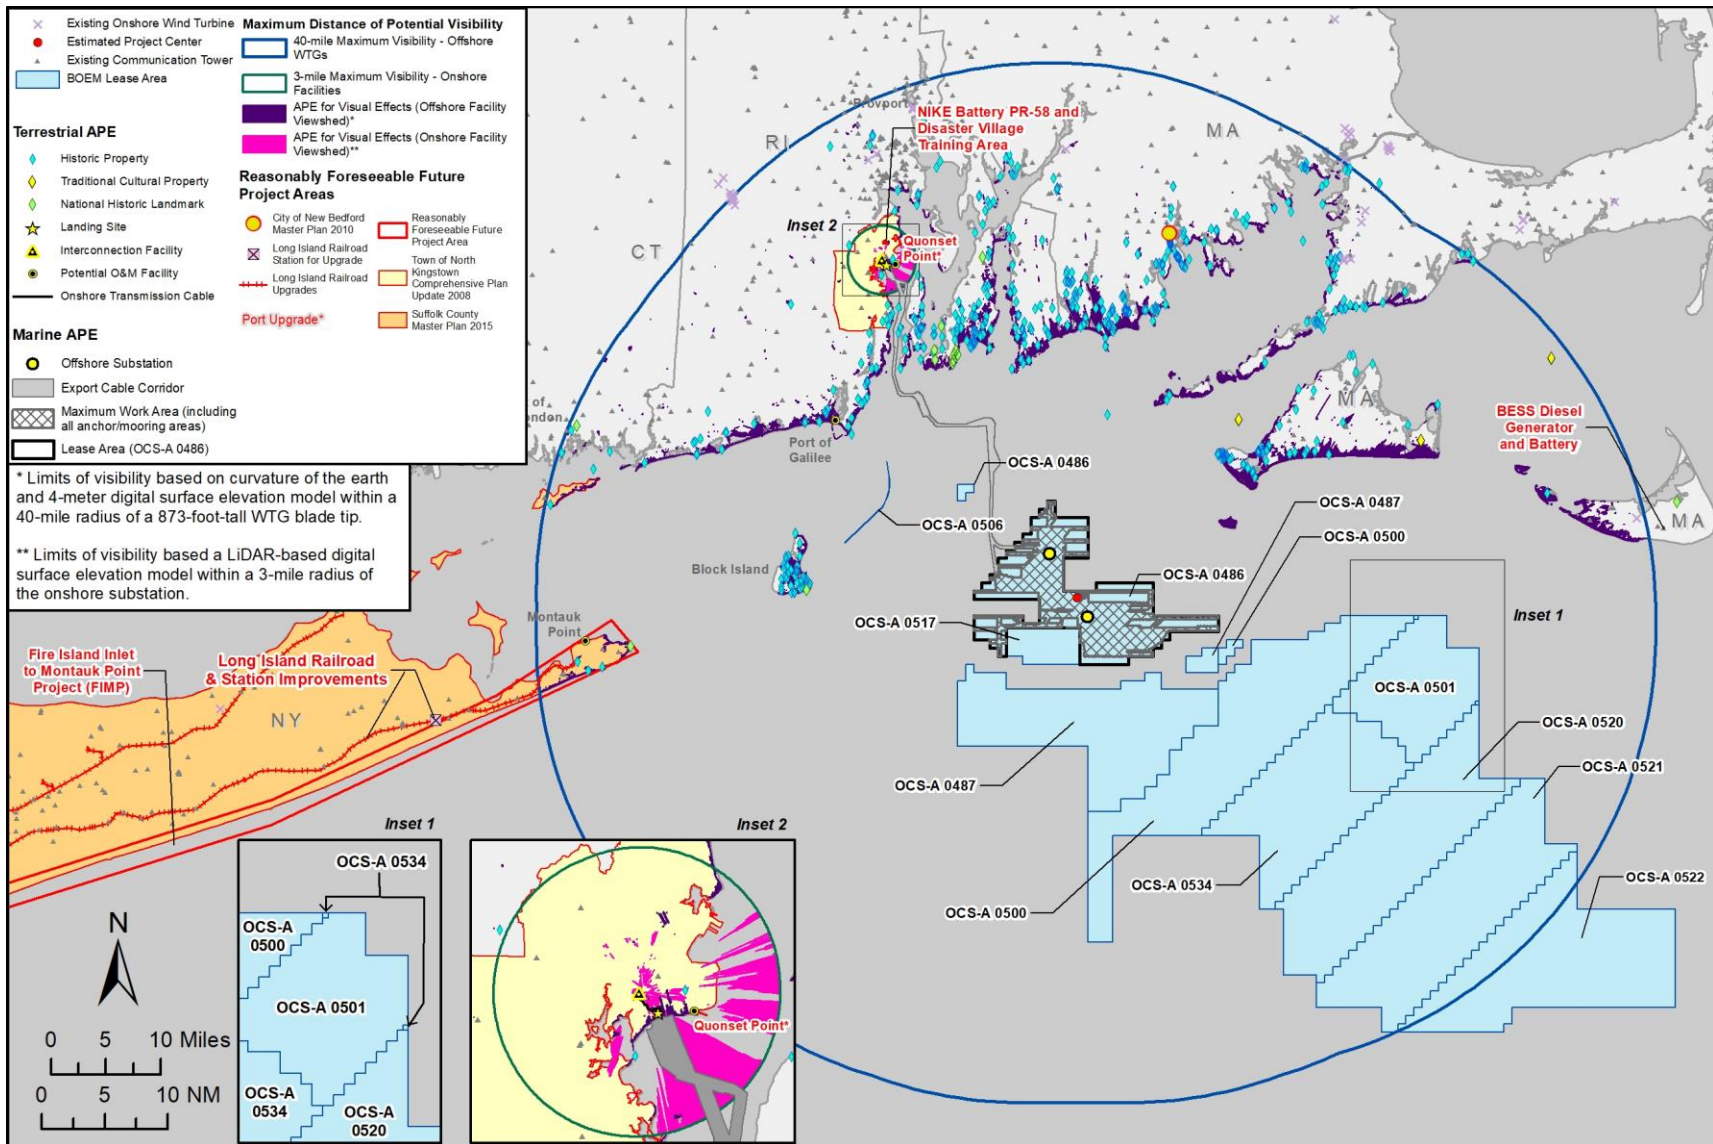 Existing Onshore Wind Turbine
Estimated Project Center
Existing Communication Tower
BOEM Lease Area
Terrestrial APE
Historic Property
Traditional Cultural Property
National Historic Landmark
Landing Site
Interconnection Facility
Potential O&M Facility
Onshore Transmission Cable
Marine APE
Offshore Substation
Export Cable Corridor
Maximum Work Area (including
all anchor/mooring areas)
Lease Area (OCS-A 0486)
Maximum Distance of Potential Visibility
40-mile Maximum Visibility - Offshore
WTGs
3-mile Maximum Visibility - Onshore
Facilities
APE for Visual Effects (Offshore Facility
Viewshed)*
APE for Visual Effects (Onshore Facility
Viewshed)**
Reasonably Foreseeable Future
Project Areas
City of New Bedford
Master Plan 2010
Long Island Railroad
Station for Upgrade
Long Island Railroad
Upgrades
Port Upgrade*
Reasonably
Foreseeable Future
Project Area
Town of North
Kingstown
Comprehensive Plan
Update 2008
Suffolk County
Master Plan 2015
* Limits of visibility based on curvature of the earth
and 4-meter digital surface elevation model within a
40-mile radius of a 873-foot-tall WTG blade tip.
** Limits of visibility based a LiDAR-based digital
surface elevation model within a 3-mile radius of
the onshore substation.
RI
MA
CT
NIKE Battery PR-58 and
Disaster Village
Training Area
Inset 2
Quonset
Point*
of
Port of
Galilee
MA
BESS Diesel
Generator
and Battery
MA
OCS-A 0486
OCS-A 0506
OCS-A 0487
OCS-A 0500
Block Island
OCS-A 0486
Inset 1
OCS-A 0517
Montauk
Point
Fire Island Inlet
to Montauk Point
Project (FIMP)
Long Island Railroad
& Station Improvements
NY
OCS-A 0501
OCS-A 0520
OCS-A 0521
OCS-A 0487
OCS-A 0534
OCS-A 0522
OCS-A 0500
Inset 1
OCS-A 0534
OCS-A
0500
OCS-A 0501
OCS-A
0534
OCS-A
0520
Inset 2
Quonset Point*
N
0 5 10 Miles
0 5 10 NM